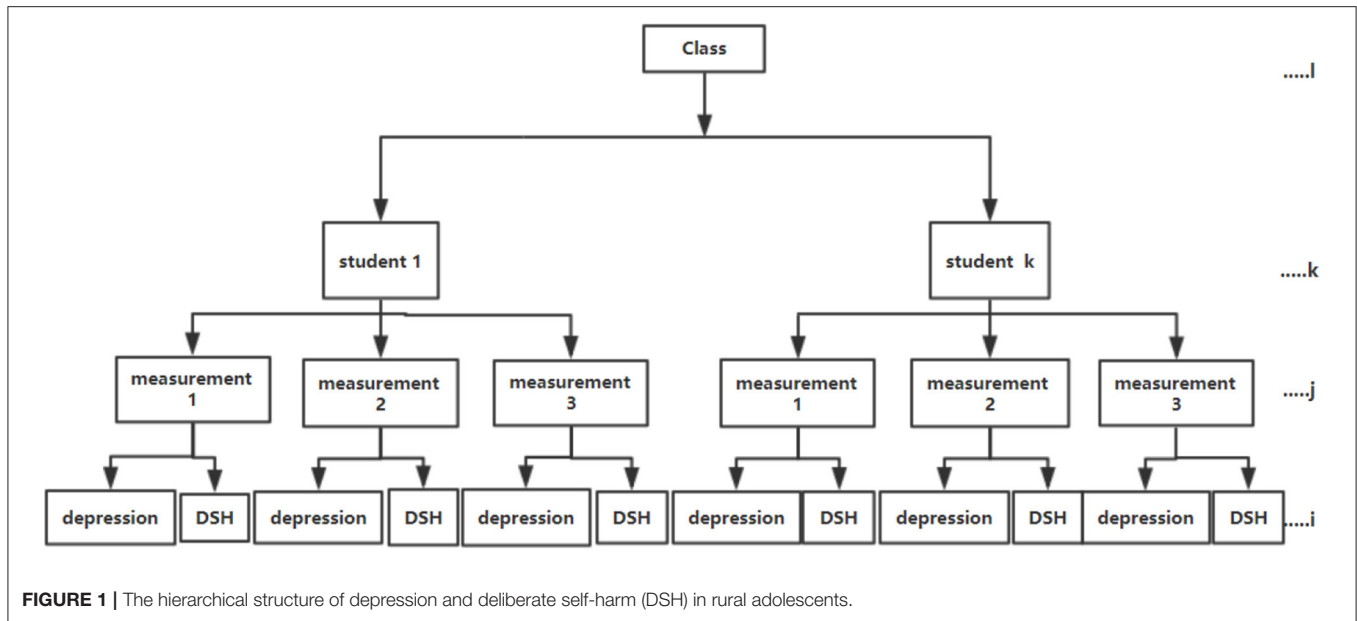 Class
.....l
student 1
student k
.....k
measurement
1
measurement
2
measurement
3
measurement
1
measurement
2
measurement
3
.....j
depression
DSH
depression
DSH
depression
DSH
depression
DSH
depression
DSH
depression
DSH
.....i
FIGURE 1 | The hierarchical structure of depression and deliberate self-harm (DSH) in rural adolescents.